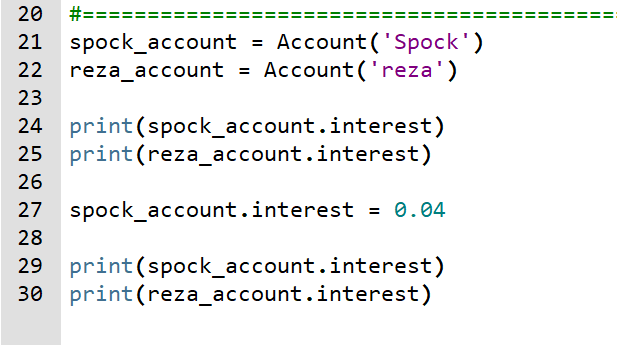 20 #=========================================
21 spock_account = Account('Spock')
22 reza_account = Account('reza')
23
24 print(spock_account.interest)
25 print(reza_account.interest)
26
27 spock_account.interest = 0.04
28
29 print(spock_account.interest)
30 print(reza_account.interest)